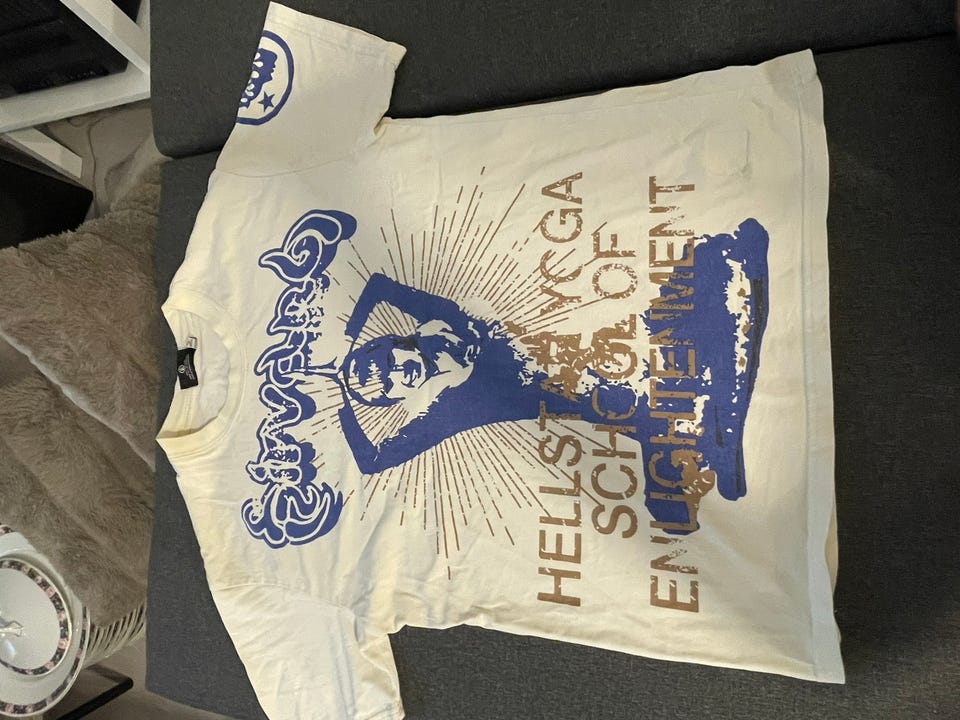 HELLSTAR YOGA
SCHOOL OF
ENLIGHTENMENT